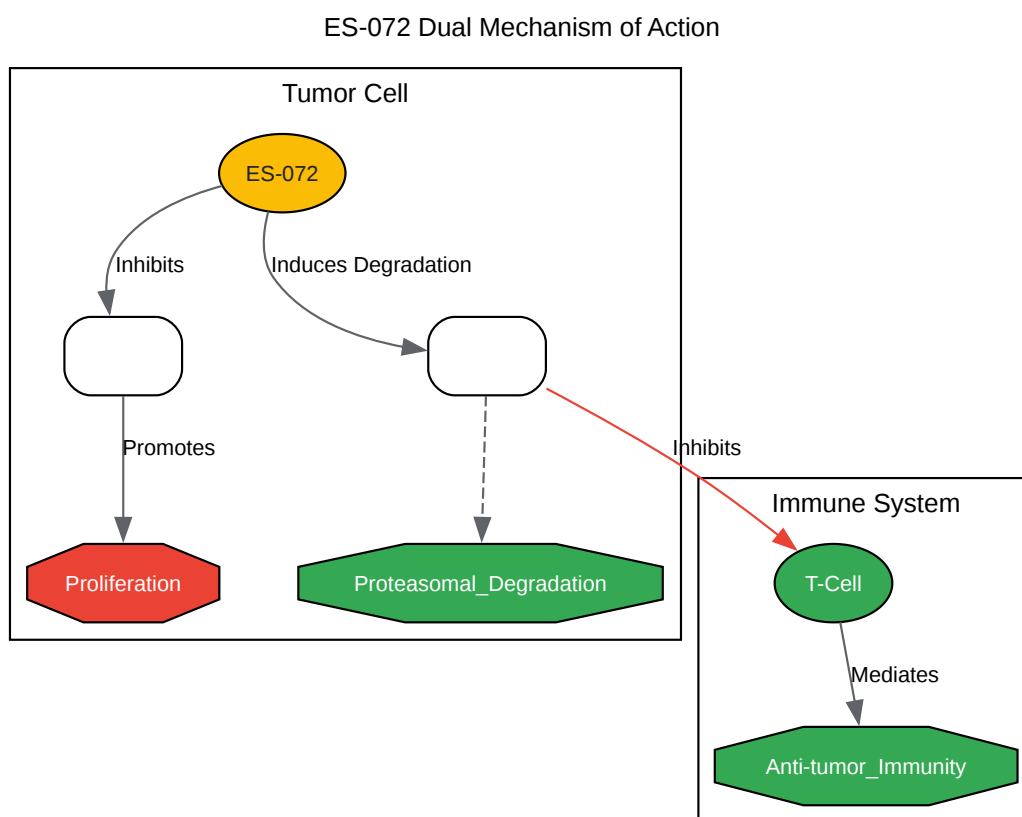 ES-072 Dual Mechanism of Action
Tumor Cell
ES-072
Inhibits
Induces Degradation
Promotes
Inhibits
Immune System
Proliferation
Proteasomal_Degradation
T-Cell
Mediates
Anti-tumor_Immunity